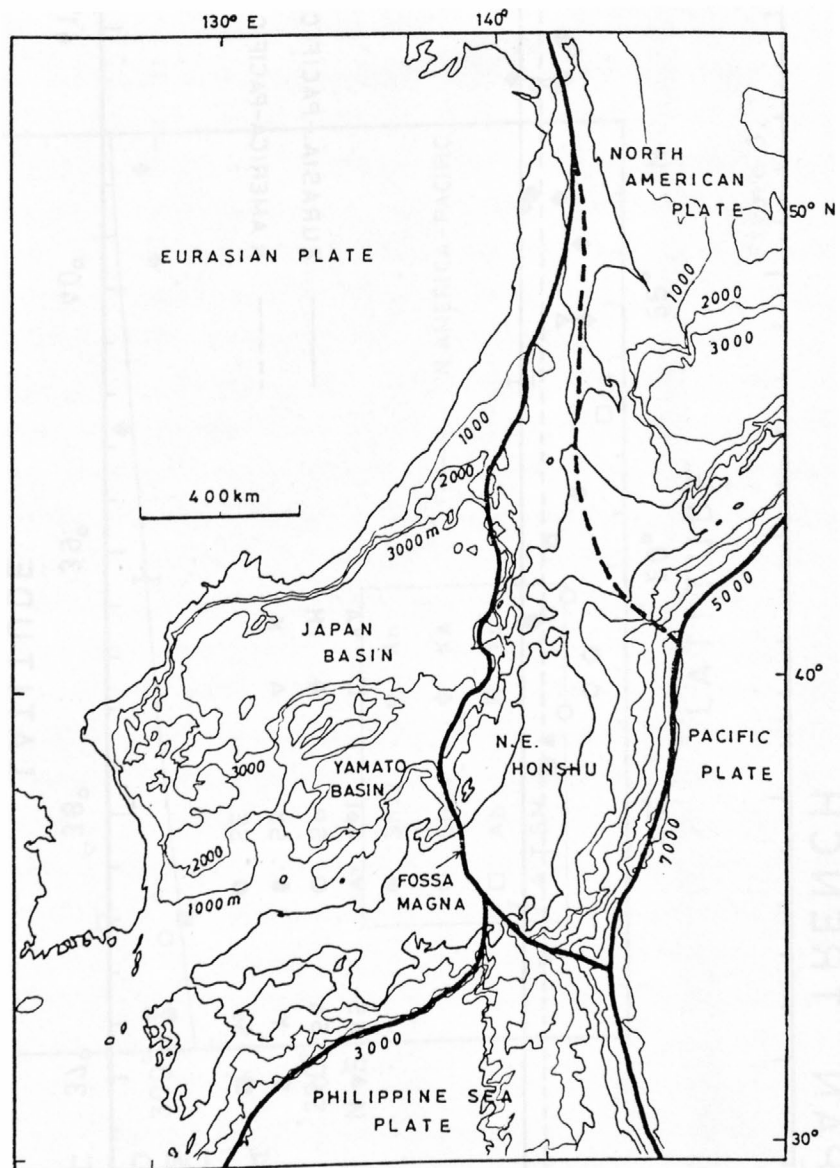 130° E
140°
NORTH
AMERICAN
PLATE
50° N
EURASIAN PLATE
1000
2000
3000
1000
2000
400km
3000 m
5000
JAPAN
BASIN
40°
N.E.
HONSHU
PACIFIC
PLATE
3000
YAMATO
BASIN
7000
2000
FOSSA
MAGNA
1000m
3000
PHILIPPINE SEA
PLATE
30°